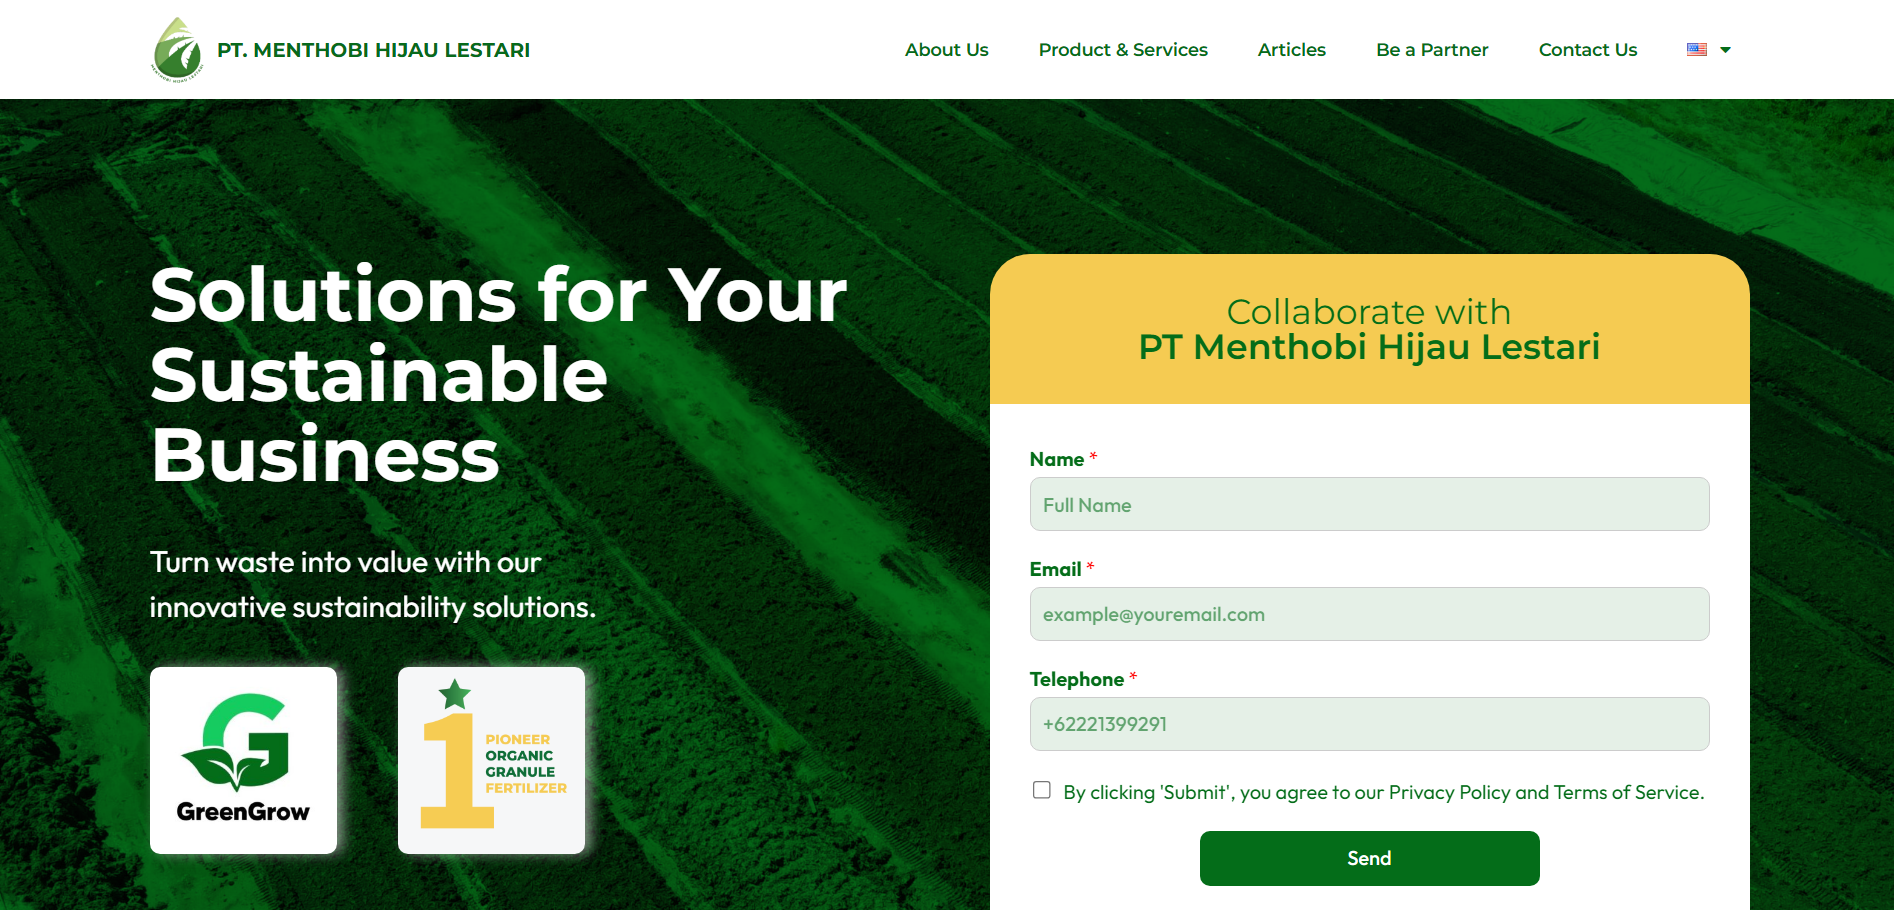 MENTHOBI HIJAU LESTARI
PT. MENTHOBI HIJAU LESTARI
About Us
Product & Services
Articles
Be a Partner
Contact Us
Solutions for Your
Sustainable
Business
Turn waste into value with our
innovative sustainability solutions.
GreenGrow
1
PIONEER
ORGANIC
GRANULE
FERTILIZER
Collaborate with
PT Menthobi Hijau Lestari
Name *
Full Name
Email *
example@youremail.com
Telephone *
+62221399291
By clicking 'Submit', you agree to our Privacy Policy and Terms of Service.
Send